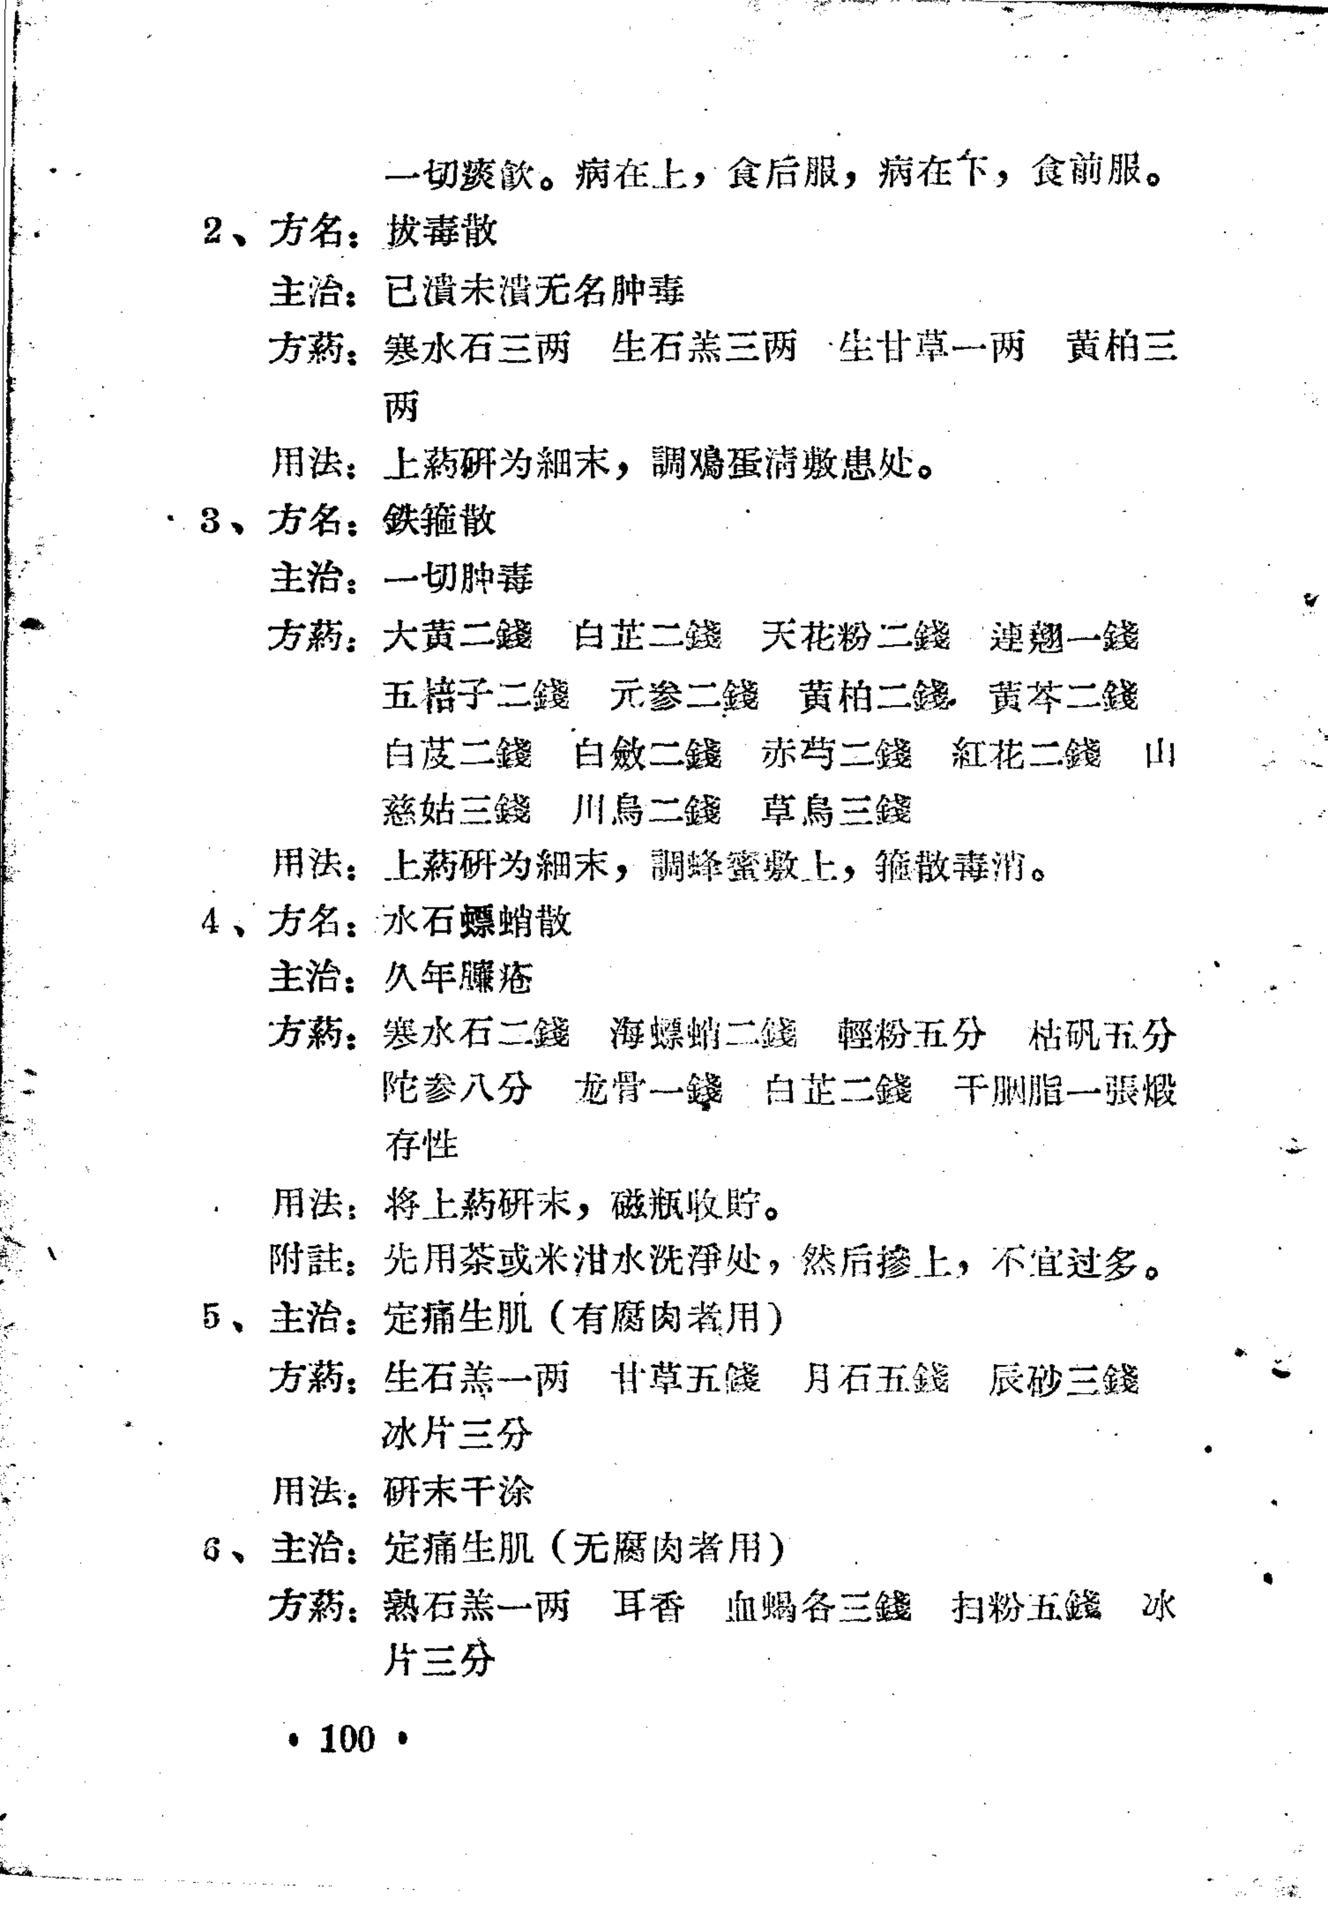 一切痰飲。病在上，食后服，病在下，食前服。
2、方名：拔毒散
主治：已潰未潰无名肿毒
方葯：寒水石三两　生石羔三两　生甘草一两　黄柏三
两
用法：上葯研为細末，調鳮蛋清敷患处。
3、方名：鉄箍散
主治：一切肿毒
方葯：大黄二錢　白芷二錢　天花粉二錢　連翹一錢
五棓子二錢　元參二錢　黄柏二錢　黄芩二錢
白芨二錢　白斂二錢　赤芍二錢　紅花二錢　山
慈姑三錢　川烏二錢　草烏三錢
用法：上葯研为細末，調蜂蜜敷上，箍散毒消。
4、方名：水石螵蛸散
主治：久年臁疮
方葯：寒水石二錢　海螵蛸二錢　輕粉五分　枯矾五分
陀参八分　龙骨一錢　白芷二錢　干胭脂一張煅
存性
用法：将上葯研末，磁瓶收貯。
附註：先用茶或米泔水洗淨处，然后摻上，不宜过多。
5、主治：定痛生肌（有腐肉者用）
方葯：生石羔一两　甘草五錢　月石五錢　辰砂三錢
冰片三分
用法：研末干涂
6、主治：定痛生肌（无腐肉者用）
方葯：熟石羔一两　耳香　血蝎各三錢　扫粉五錢　冰
片三分
• 100 •